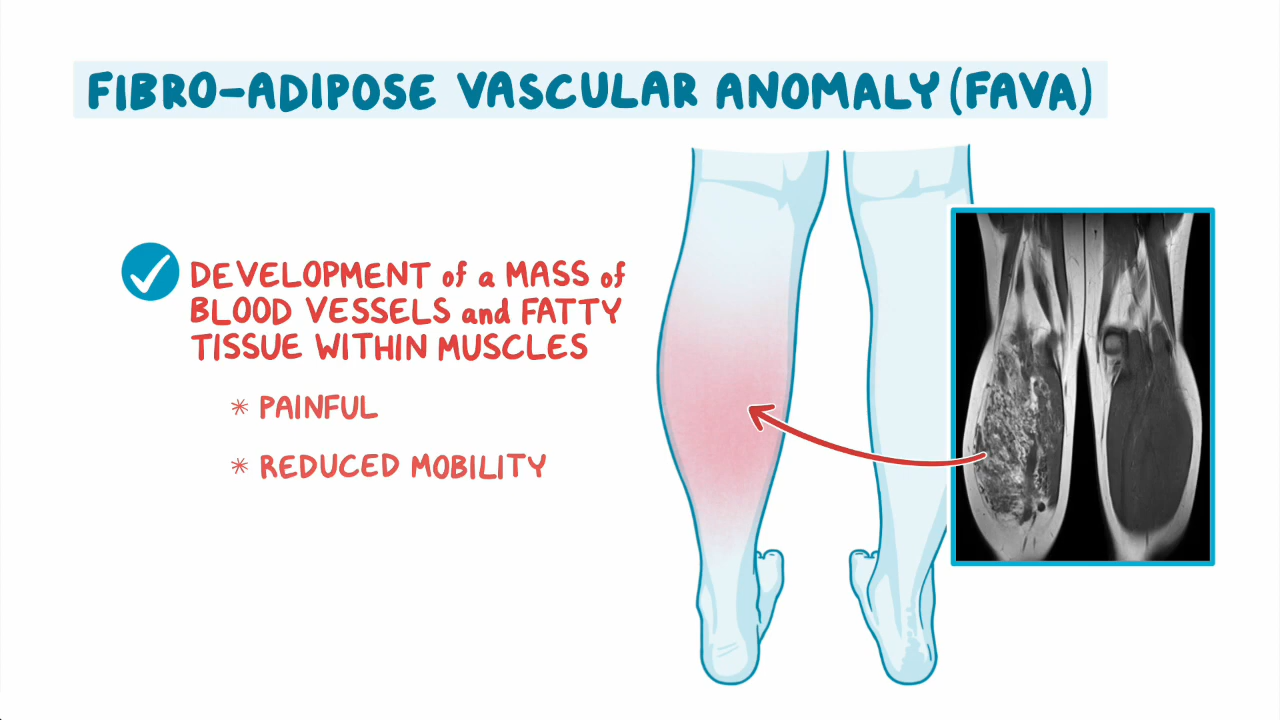 FIBRO-ADIPOSE VASCULAR ANOMALY (FAVA)
DEVELOPMENT of a MASS of
BLOOD VESSELS and FATTY
TISSUE WITHIN MUSCLES
* PAINFUL
* REDUCED MOBILITY